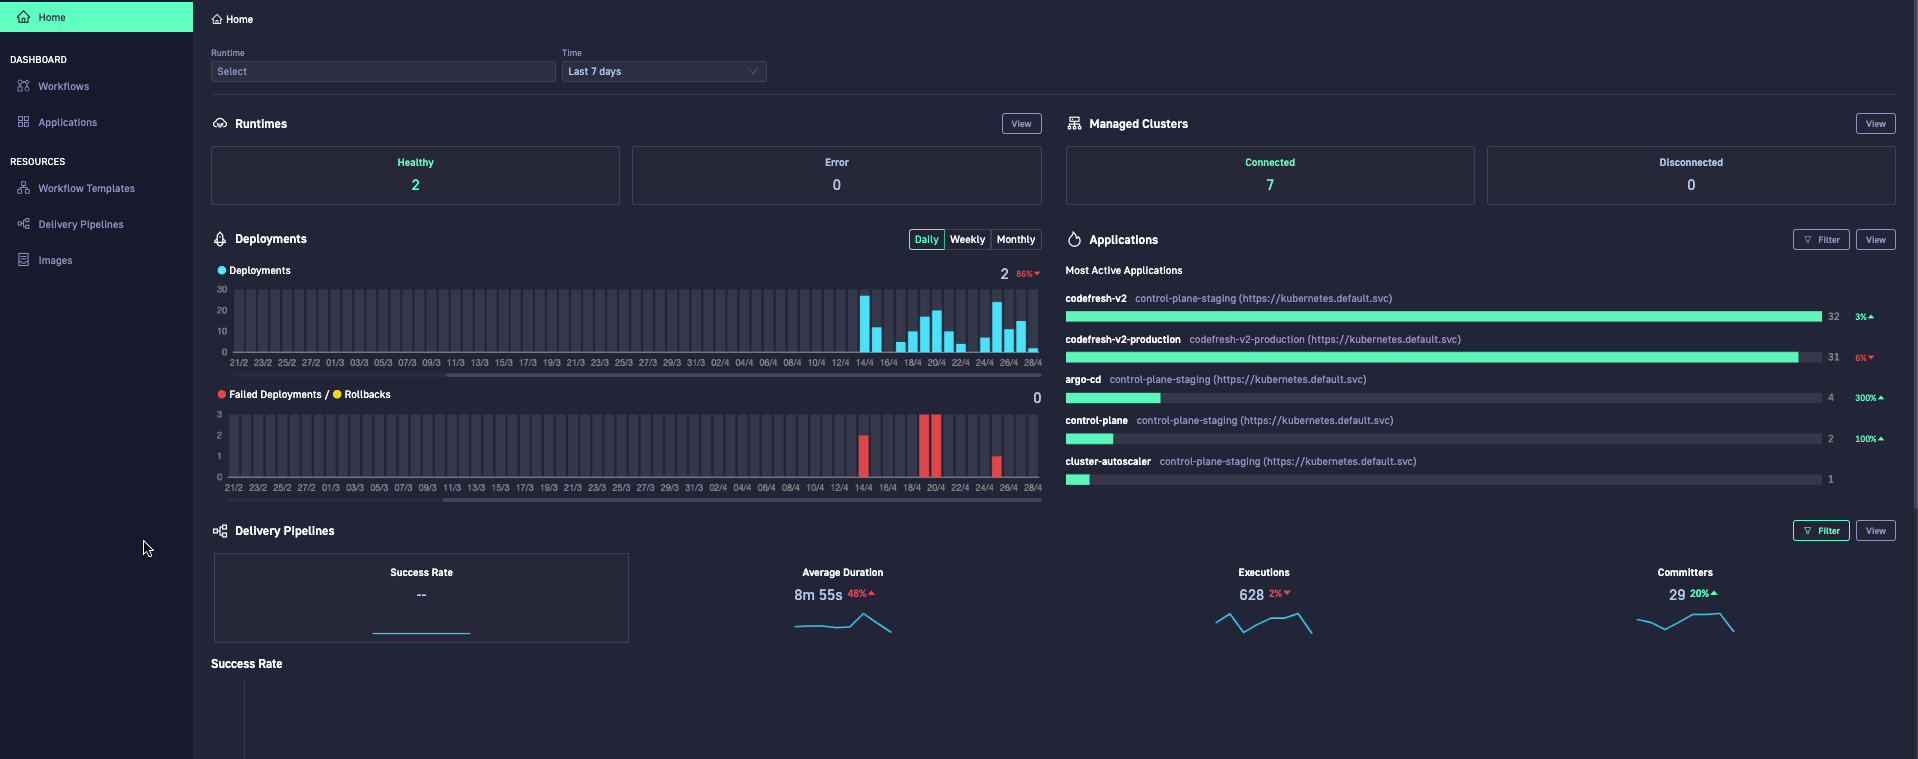 Home
DASHBOARD
Workflows
Applications
RESOURCES
Workflow Templates
Delivery Pipelines
Images
Home
Runtime
Time
Select
Last 7 days
Runtimes
View
Healthy
2
Error
0
Managed Clusters
View
Connected
7
Disconnected
0
Deployments
Daily Weekly Monthly
Deployments
2 86%
30
20
10
0
21/2 23/2 25/2 27/2 01/3 03/3 05/3 07/3 09/3 11/3 13/3 15/3 17/3 19/3 21/3 23/3 25/3 27/3 29/3 31/3 02/4 04/4 06/4 08/4 10/4 12/4 14/4 16/4 18/4 20/4 22/4 24/4 26/4 28/4
Failed Deployments / Rollbacks
0
3
2
1
0
21/2 23/2 25/2 27/2 01/3 03/3 05/3 07/3 09/3 11/3 13/3 15/3 17/3 19/3 21/3 23/3 25/3 27/3 29/3 31/3 02/4 04/4 06/4 08/4 10/4 12/4 14/4 16/4 18/4 20/4 22/4 24/4 26/4 28/4
Applications
Filter
View
Most Active Applications
codefresh-v2 control-plane-staging (https://kubernetes.default.svc)
32 3%
codefresh-v2-production codefresh-v2-production (https://kubernetes.default.svc)
31 6%
argo-cd control-plane-staging (https://kubernetes.default.svc)
4 300%
control-plane control-plane-staging (https://kubernetes.default.svc)
2 100%
cluster-autoscaler control-plane-staging (https://kubernetes.default.svc)
1
Delivery Pipelines
Filter
View
Success Rate
--
Average Duration
8m 55s 48%
Executions
628 2%
Committers
29 20%
Success Rate